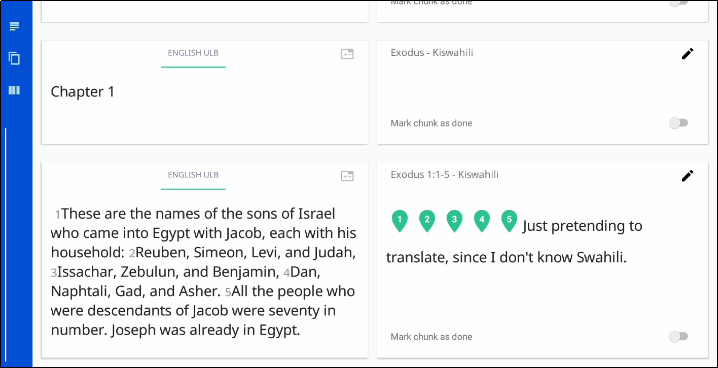 Mark chunk as done
ENGLISH ULB
Chapter 1
Exodus - Kiswahili
Mark chunk as done
ENGLISH ULB
1These are the names of the sons of Israel
who came into Egypt with Jacob, each with his
household: 2Reuben, Simeon, Levi, and Judah,
3Issachar, Zebulun, and Benjamin, 4Dan,
Naphtali, Gad, and Asher. 5All the people who
were descendants of Jacob were seventy in
number. Joseph was already in Egypt.
Exodus 1:1-5 - Kiswahili
1 2 3 4 5 Just pretending to
translate, since I don't know Swahili.
Mark chunk as done